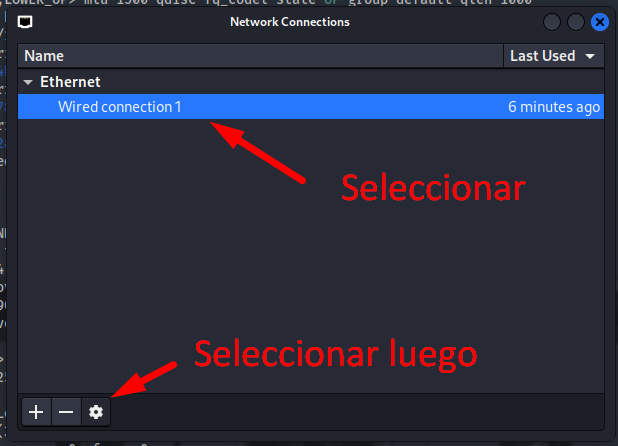 LOWER_UP> mtu 1500 qdisc fq_codel state UP group default qlen 1000
Network Connections
Name
Last Used
Ethernet
Wired connection 1
6 minutes ago
Seleccionar
Seleccionar luego